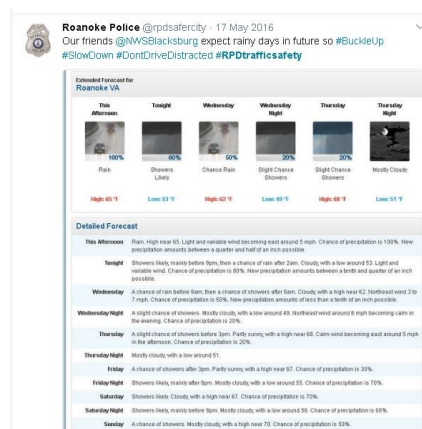 Roanoke Police @rpdsafercity · 17 May 2016
Our friends @NWSBlacksburg expect rainy days in future so #BuckleUp
#SlowDown #DontDriveDistracted #RPDtrafficsafety
Extended Forecast for
Roanoke VA
This Afternoon
Tonight
Wednesday
Wednesday Night
Thursday
Thursday Night
100%
60%
50%
20%
20%
Rain
Showers Likely
Chance Rain
Slight Chance Showers
Slight Chance Showers
Mostly Cloudy
High: 65 °F
Low: 53 °F
High: 62 °F
Low: 49 °F
High: 68 °F
Low: 51 °F
Detailed Forecast
This Afternoon Rain. High near 65. Light and variable wind becoming east around 5 mph. Chance of precipitation is 100%. New
precipitation amounts between a quarter and half of an inch possible.
Tonight Showers likely, mainly before 9pm, then a chance of rain after 2am. Cloudy, with a low around 53. Light and
variable wind. Chance of precipitation is 60%. New precipitation amounts between a tenth and quarter of an inch
possible.
Wednesday A chance of rain before 9am, then a chance of showers after 9am. Cloudy, with a high near 62. Northeast wind 3 to
7 mph. Chance of precipitation is 50%. New precipitation amounts of less than a tenth of an inch possible.
Wednesday Night A slight chance of showers. Mostly cloudy, with a low around 49. Northeast wind around 6 mph becoming calm in
the evening. Chance of precipitation is 20%.
Thursday A slight chance of showers before 3pm. Partly sunny, with a high near 68. Calm wind becoming east around 5 mph
in the afternoon. Chance of precipitation is 20%.
Thursday Night Mostly cloudy, with a low around 51.
Friday A chance of showers after 3pm. Partly sunny, with a high near 67. Chance of precipitation is 30%.
Friday Night Showers likely, mainly after 9pm. Mostly cloudy, with a low around 55. Chance of precipitation is 70%.
Saturday Showers likely. Cloudy, with a high near 67. Chance of precipitation is 70%.
Saturday Night Showers likely, mainly before 9pm. Mostly cloudy, with a low around 56. Chance of precipitation is 60%.
Sunday A chance of showers. Mostly cloudy, with a high near 70. Chance of precipitation is 50%.